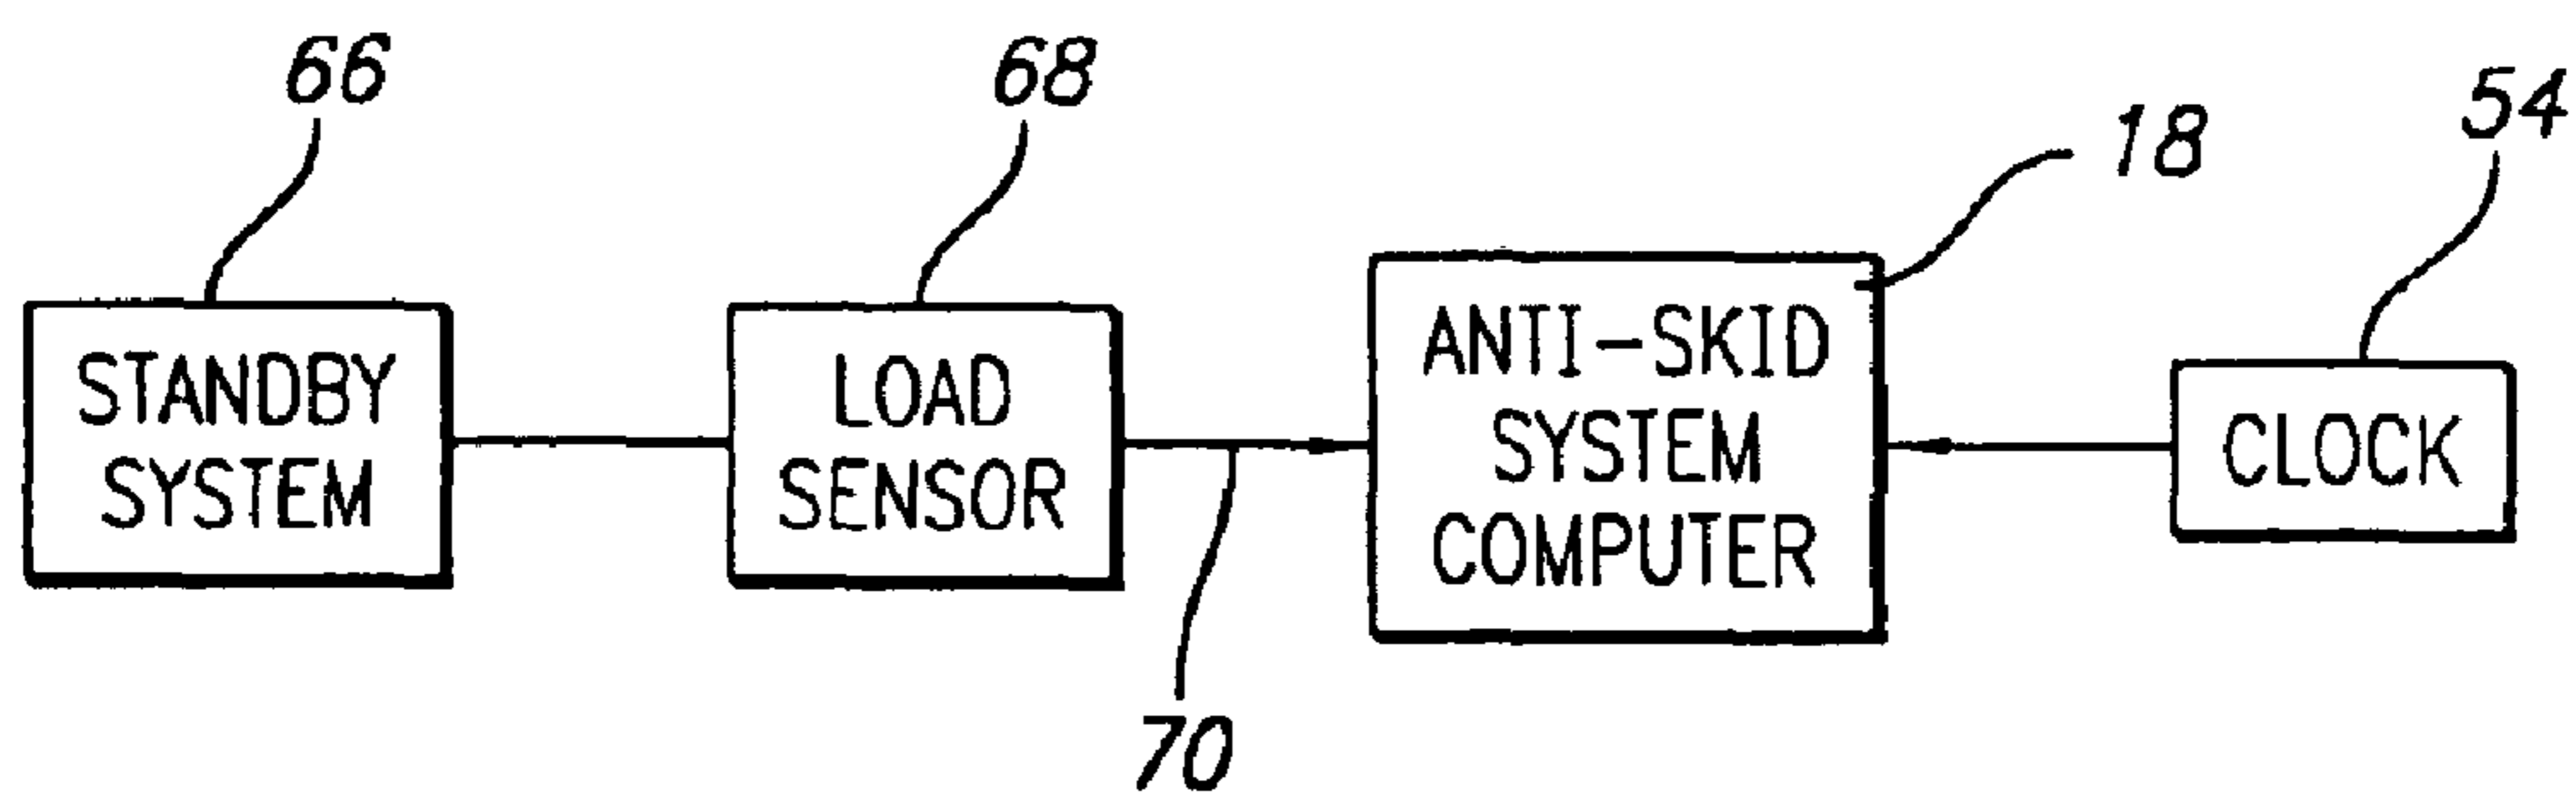 66
68
18
54
STANDBY
SYSTEM
LOAD
SENSOR
ANTI-SKID
SYSTEM
COMPUTER
CLOCK
70